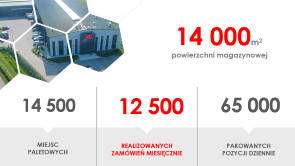 14 000m²
powierzchni magazynowej
14 500
12 500
65 000
MIEJSC
PALETOWYCH
REALIZOWANYCH
ZAMÓWIEŃ MIESIĘCZNIE
PAKOWANYCH
POZYCJI DZIENNIE